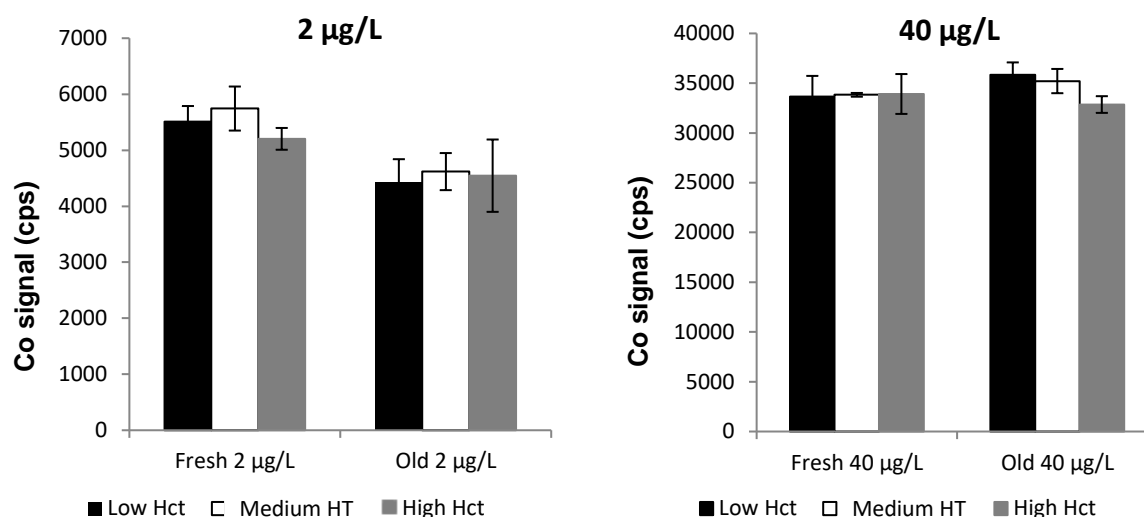 2 µg/L
7000
6000
5000
4000
3000
2000
1000
0
Co signal (cps)
Fresh 2 µg/L Old 2 µg/L
Low Hct Medium HT High Hct
40 µg/L
40000
35000
30000
25000
20000
15000
10000
5000
0
Co signal (cps)
Fresh 40 µg/L Old 40 µg/L
Low Hct Medium HT High Hct